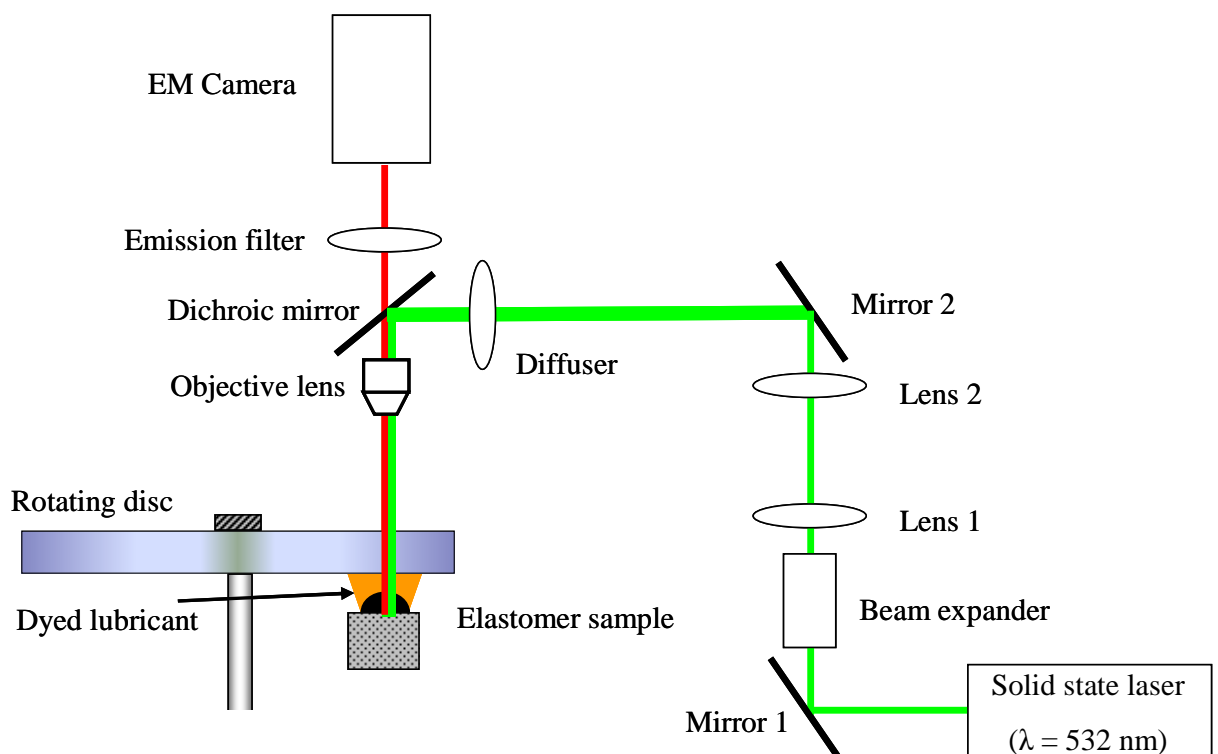 EM Camera
Emission filter
Dichroic mirror
Mirror 2
Diffuser
Objective lens
Lens 2
Rotating disc
Lens 1
Dyed lubricant
Elastomer sample
Beam expander
Solid state laser
Mirror 1
(λ = 532 nm)